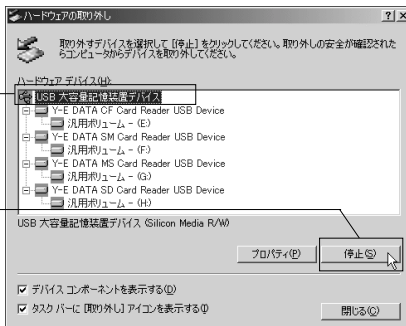 ハードウェアの取り外し
取り外すデバイスを選択して [停止] をクリックしてください。取り外しの安全が確認されたらコンピュータからデバイスを取り外してください。
ハードウェア デバイス(H):
USB 大容量記憶装置デバイス
Y-E DATA CF Card Reader USB Device
汎用ボリューム - (E:)
Y-E DATA SM Card Reader USB Device
汎用ボリューム - (F:)
Y-E DATA MS Card Reader USB Device
汎用ボリューム - (G:)
Y-E DATA SD Card Reader USB Device
汎用ボリューム - (H:)
USB 大容量記憶装置デバイス (Silicon Media R/W)
プロパティ(P)
停止(S)
デバイス コンポーネントを表示する(D)
タスク バーに [取り外し] アイコンを表示する(I)
閉じる(C)